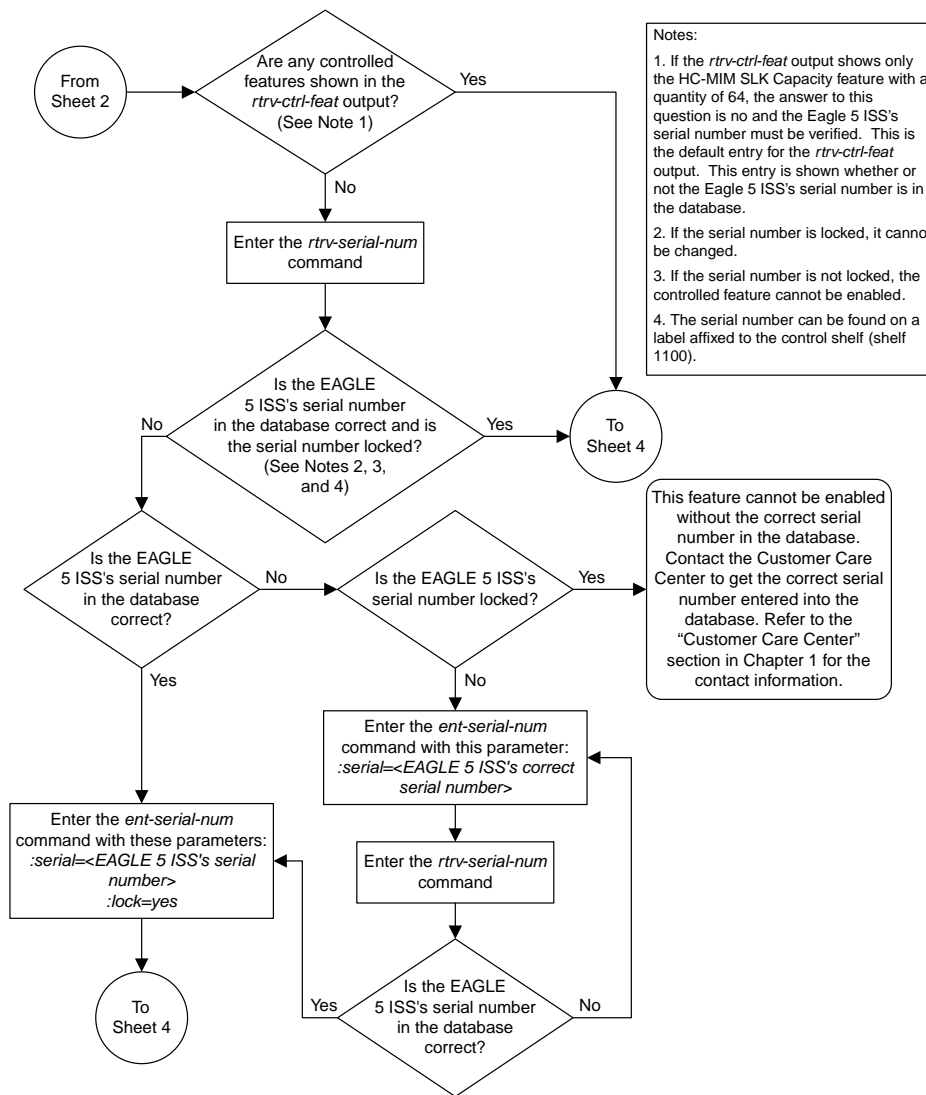 From
Sheet 2
Are any controlled
features shown in the
rtrv-ctrl-feat output?
(See Note 1)
Yes
No
Enter the rtrv-serial-num
command
Is the EAGLE
5 ISS's serial number
in the database correct and is
the serial number locked?
(See Notes 2, 3,
and 4)
No
Yes
To
Sheet 4
Notes:
1. If the rtrv-ctrl-feat output shows only
the HC-MIM SLK Capacity feature with a
quantity of 64, the answer to this
question is no and the Eagle 5 ISS's
serial number must be verified. This is
the default entry for the rtrv-ctrl-feat
output. This entry is shown whether or
not the Eagle 5 ISS's serial number is in
the database.
2. If the serial number is locked, it canno
be changed.
3. If the serial number is not locked, the
controlled feature cannot be enabled.
4. The serial number can be found on a
label affixed to the control shelf (shelf
1100).
Is the EAGLE
5 ISS's serial number
in the database
correct?
No
Yes
Is the EAGLE 5 ISS's
serial number locked?
Yes
No
This feature cannot be enabled
without the correct serial
number in the database.
Contact the Customer Care
Center to get the correct serial
number entered into the
database. Refer to the
“Customer Care Center”
section in Chapter 1 for the
contact information.
Enter the ent-serial-num
command with this parameter:
:serial=<EAGLE 5 ISS's correct
serial number>
Enter the rtrv-serial-num
command
Is the EAGLE
5 ISS's serial number
in the database
correct?
Yes
No
Enter the ent-serial-num
command with these parameters:
:serial=<EAGLE 5 ISS's serial
number>
:lock=yes
To
Sheet 4